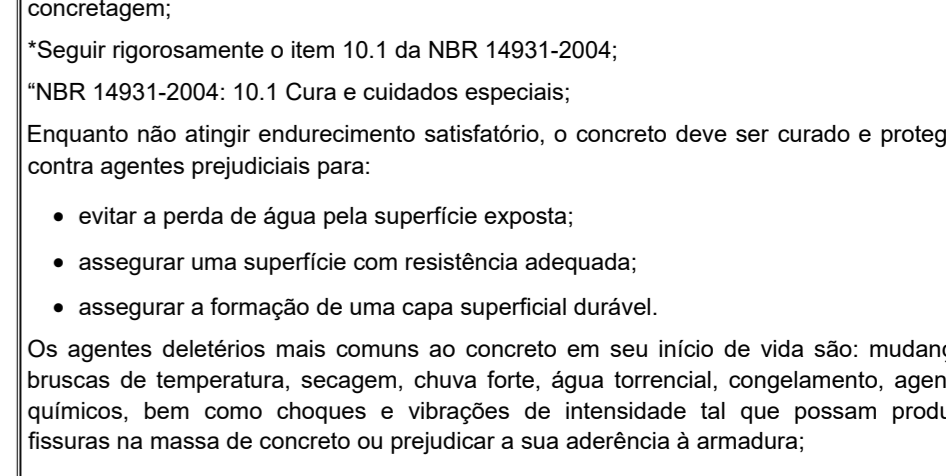 concretagem;
*Seguir rigorosamente o item 10.1 da NBR 14931-2004;
“NBR 14931-2004: 10.1 Cura e cuidados especiais;
Enquanto não atingir endurecimento satisfatório, o concreto deve ser curado e proteg
contra agentes prejudiciais para:
• evitar a perda de água pela superfície exposta;
• assegurar uma superfície com resistência adequada;
• assegurar a formação de uma capa superficial durável.
Os agentes deletérios mais comuns ao concreto em seu início de vida são: mudanç
bruscas de temperatura, secagem, chuva forte, água torrencial, congelamento, agen
químicos, bem como choques e vibrações de intensidade tal que possam produ
fissuras na massa de concreto ou prejudicar a sua aderência à armadura;